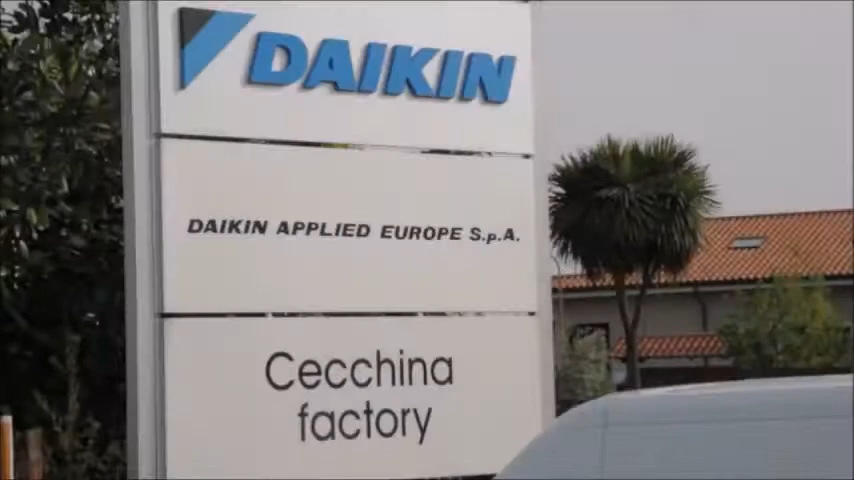 DAIKIN
DAIKIN APPLIED EUROPE S.p.A.
Cecchina
factory